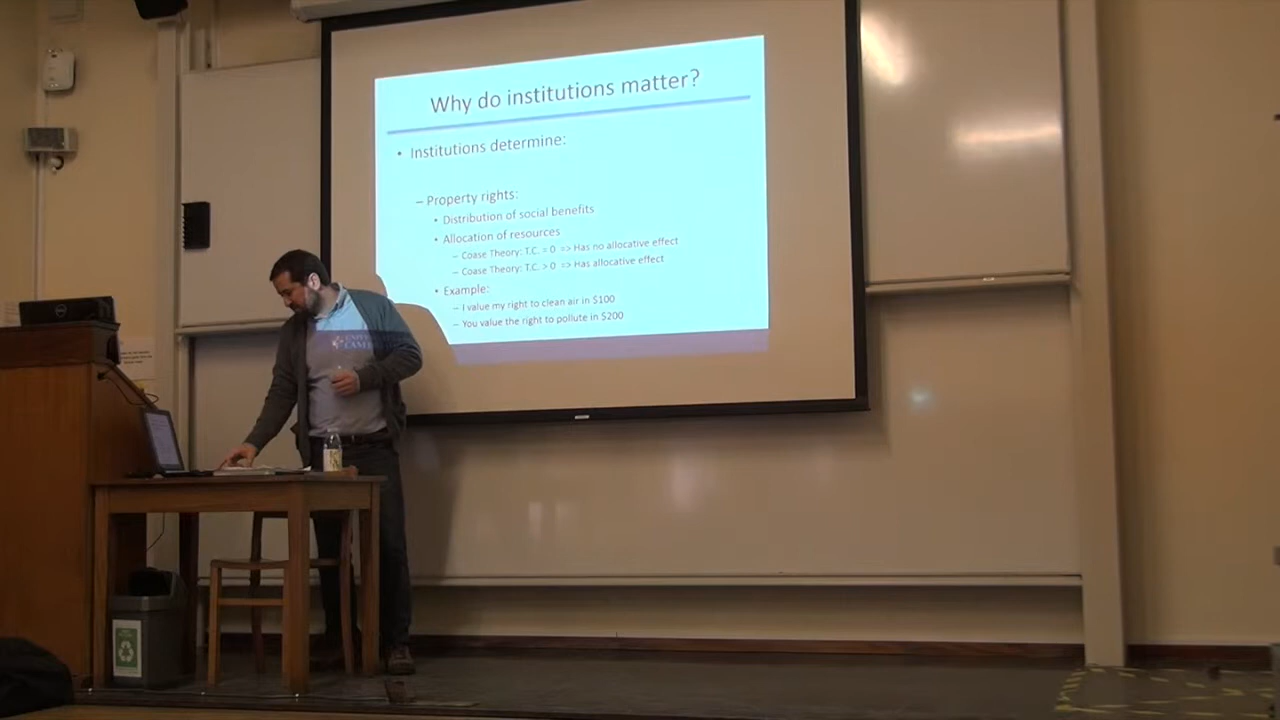 Why do institutions matter?
• Institutions determine:
– Property rights:
• Distribution of social benefits
• Allocation of resources
– Coase Theory: T.C. = 0 => Has no allocative effect
– Coase Theory: T.C. > 0 => Has allocative effect
• Example:
– I value my right to clean air in $100
– You value the right to pollute in $200
DELL